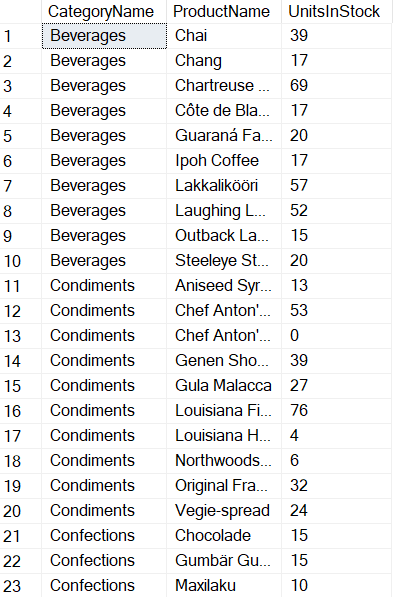 CategoryName ProductName UnitsInStock
1 Beverages Chai 39
2 Beverages Chang 17
3 Beverages Chartreuse ... 69
4 Beverages Côte de Bla... 17
5 Beverages Guaraná Fa... 20
6 Beverages Ipoh Coffee 17
7 Beverages Lakkalikööri 57
8 Beverages Laughing L... 52
9 Beverages Outback La... 15
10 Beverages Steeleye St... 20
11 Condiments Aniseed Syr... 13
12 Condiments Chef Anton'... 53
13 Condiments Chef Anton'... 0
14 Condiments Genen Sho... 39
15 Condiments Gula Malacca 27
16 Condiments Louisiana Fi... 76
17 Condiments Louisiana H... 4
18 Condiments Northwoods... 6
19 Condiments Original Fra... 32
20 Condiments Vegie-spread 24
21 Confections Chocolade 15
22 Confections Gumbär Gu... 15
23 Confections Maxilaku 10